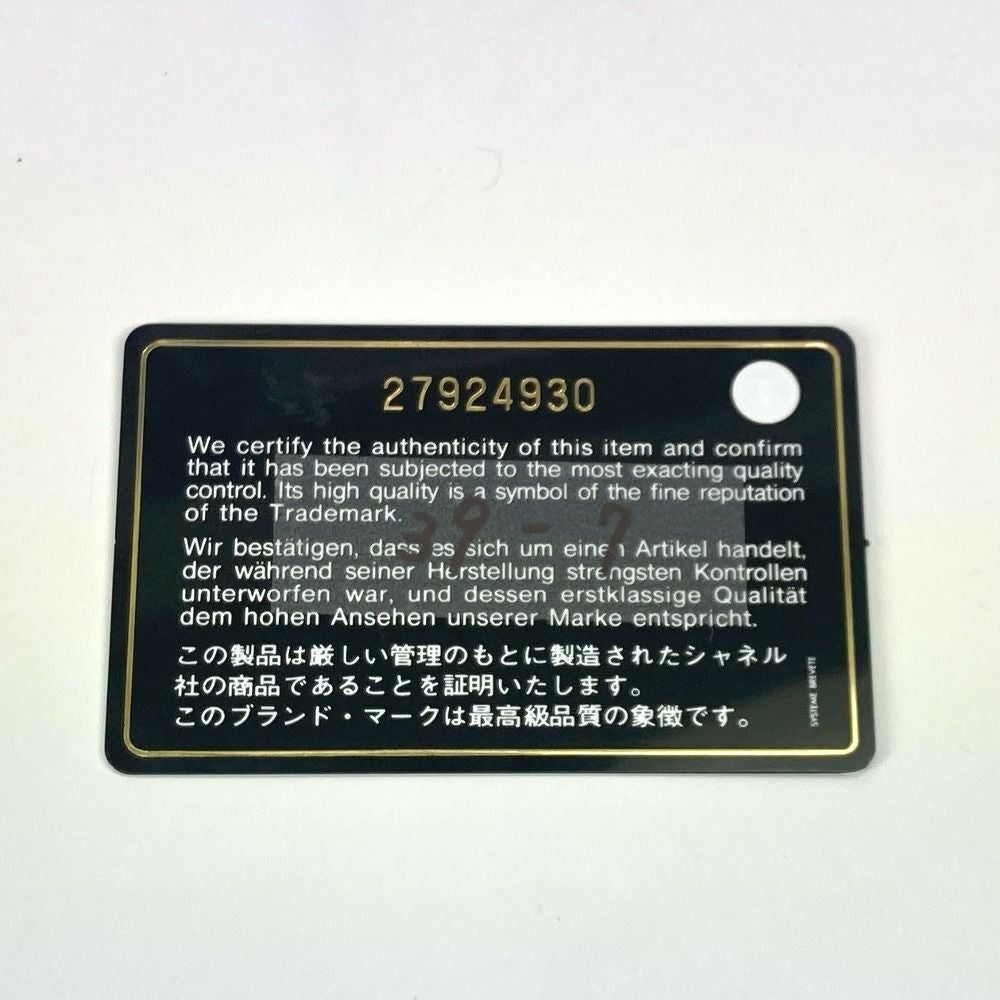 27924930
We certify the authenticity of this item and confirm
that it has been subjected to the most exacting quality
control. Its high quality is a symbol of the fine reputation
of the Trademark.
39 - 7
Wir bestätigen, dass es sich um einen Artikel handelt,
der während seiner Herstellung strengsten Kontrollen
unterworfen war, und dessen erstklassige Qualität
dem hohen Ansehen unserer Marke entspricht.
この製品は厳しい管理のもとに製造されたシャネル
社の商品であることを証明いたします。
このブランド・マークは最高級品質の象徴です。
SYSTEME BREVETE